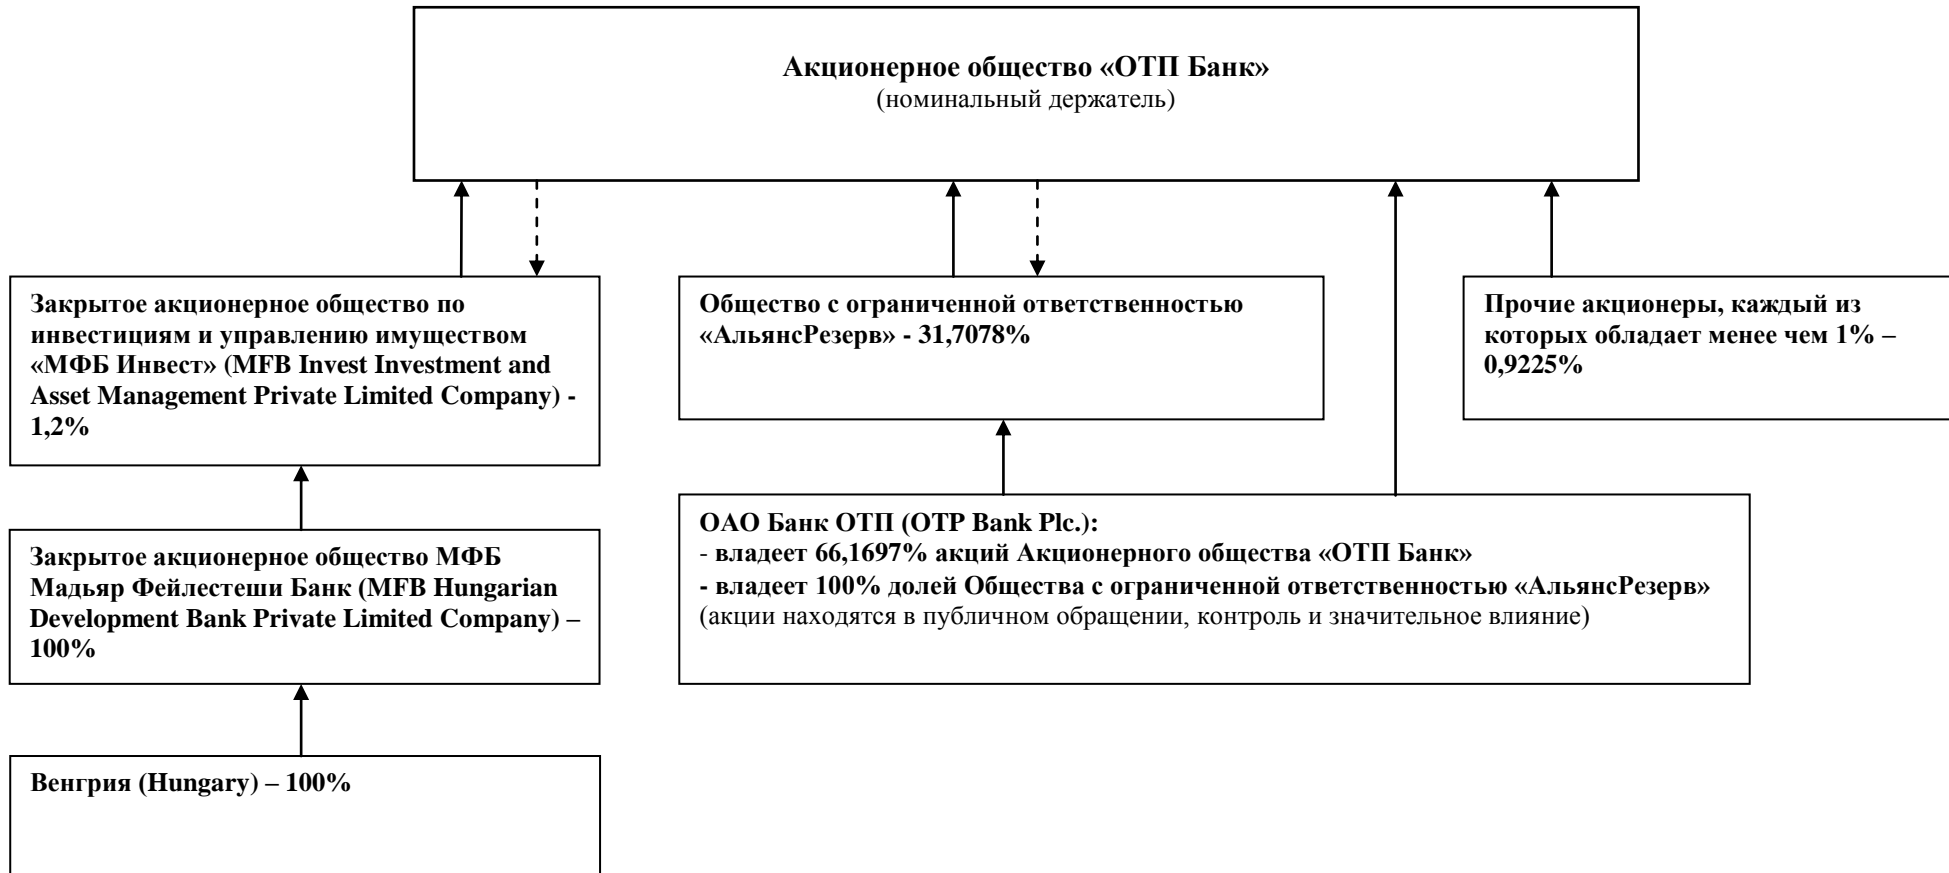 Акционерное общество «ОТП Банк»
(номинальный держатель)
Закрытое акционерное общество по
инвестициям и управлению имуществом
«МФБ Инвест» (MFB Invest Investment and
Asset Management Private Limited Company) -
1,2%
Общество с ограниченной ответственностью
«АльянсРезерв» - 31,7078%
Прочие акционеры, каждый из
которых обладает менее чем 1% –
0,9225%
Закрытое акционерное общество МФБ
Мадьяр Фейлестеши Банк (MFB Hungarian
Development Bank Private Limited Company) –
100%
ОАО Банк ОТП (OTP Bank Plc.):
- владеет 66,1697% акций Акционерного общества «ОТП Банк»
- владеет 100% долей Общества с ограниченной ответственностью «АльянсРезерв»
(акции находятся в публичном обращении, контроль и значительное влияние)
Венгрия (Hungary) – 100%